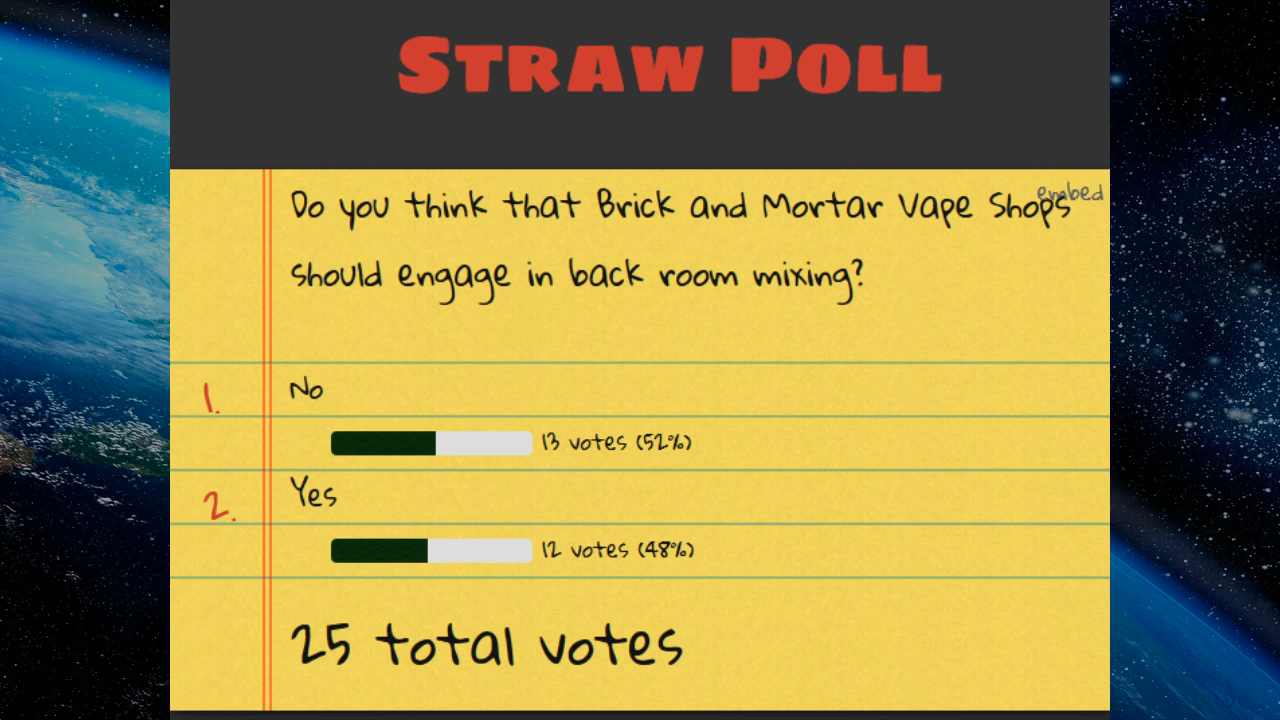 STRAW POLL
embed
Do you think that Brick and Mortar Vape Shops
should engage in back room mixing?
1. No
13 votes (52%)
2. Yes
12 votes (48%)
25 total votes